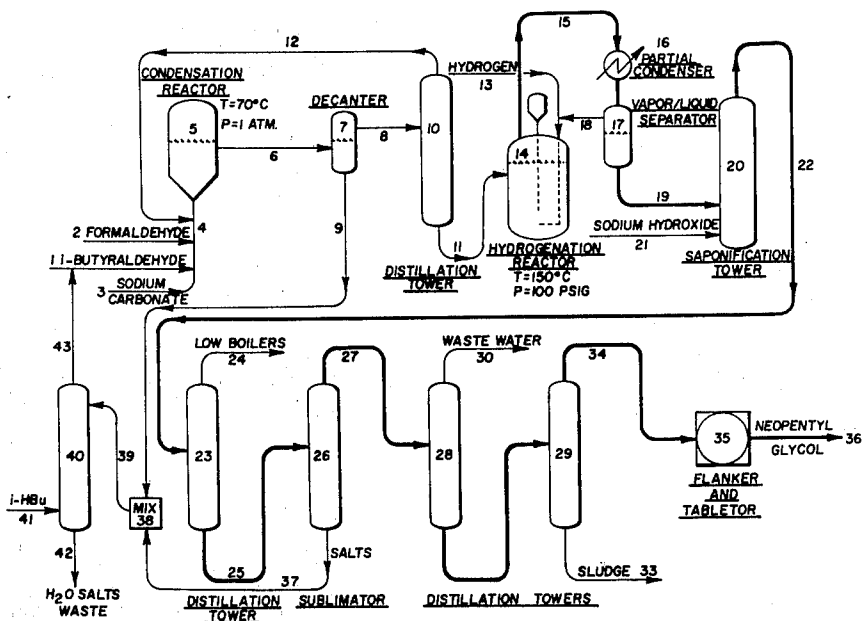 12
15
16
PARTIAL
CONDENSER
HYDROGEN
13
CONDENSATION
REACTOR
T=70°C
P=1 ATM.
DECANTER
VAPOR/LIQUID
SEPARATOR
5
7
8
10
18
17
20
22
6
14
4
9
19
2 FORMALDEHYDE
SODIUM HYDROXIDE
21
11
1 i-BUTYRALDEHYDE
HYDROGENATION
REACTOR
T=150°C
P=100 PSIG
SAPONIFICATION
TOWER
DISTILLATION
TOWER
3 SODIUM
CARBONATE
LOW BOILERS
24
27
WASTE WATER
30
34
43
40
39
23
26
28
29
35
NEOPENTYL
GLYCOL
36
FLANKER
AND
TABLETOR
i-HBu
41
MIX
38
42
SALTS
25
37
SLUDGE 33
H2O SALTS
WASTE
DISTILLATION
TOWER
SUBLIMATOR
DISTILLATION TOWERS